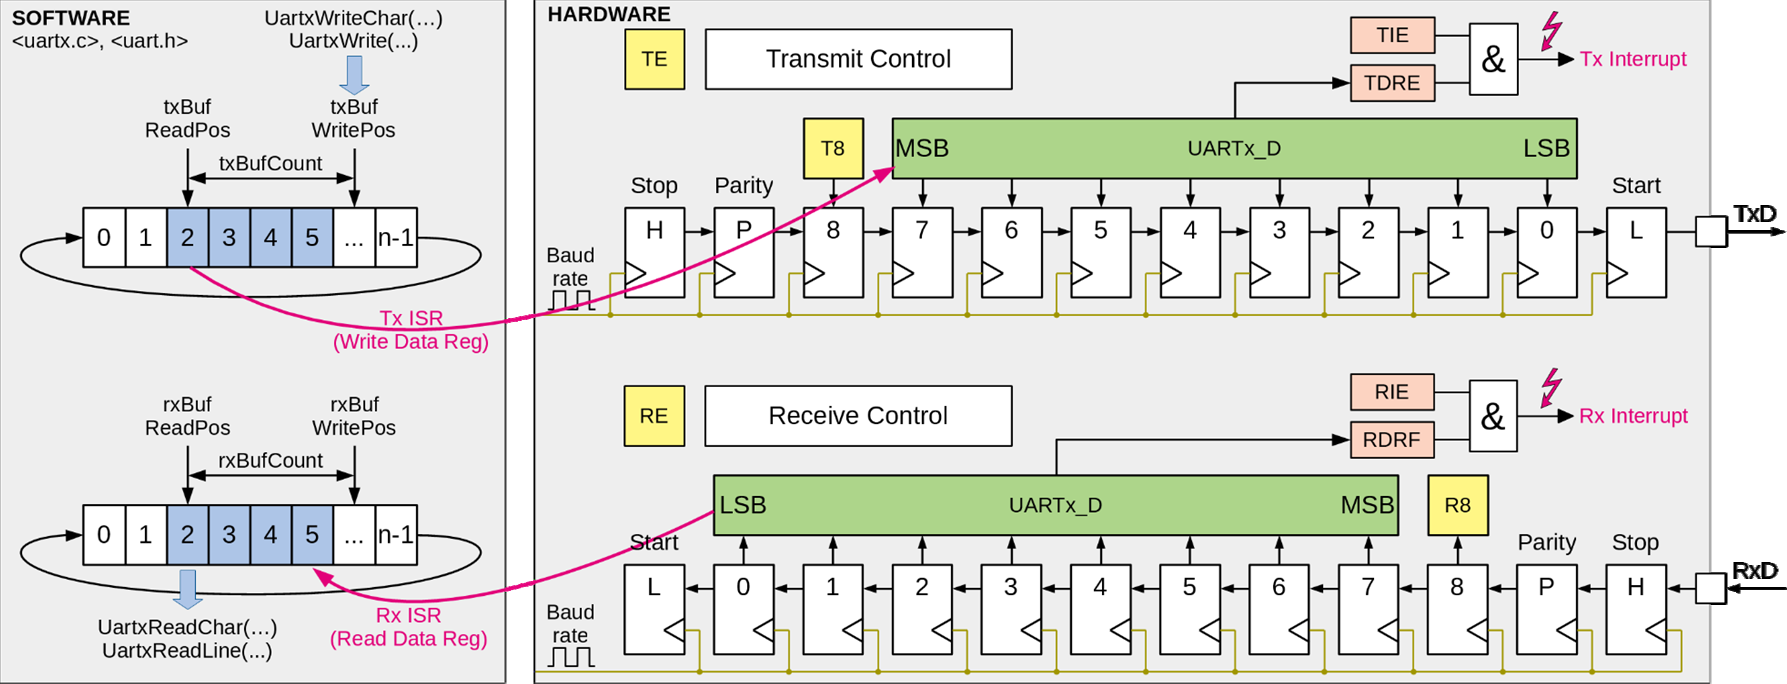 SOFTWARE
<uartx.c>, <uart.h>
UartxWriteChar(…)
UartxWrite(...)
txBuf
ReadPos
txBuf
WritePos
txBufCount
0 1 2 3 4 5 ... n-1
Tx ISR
(Write Data Reg)
rxBuf
ReadPos
rxBuf
WritePos
rxBufCount
0 1 2 3 4 5 ... n-1
Rx ISR
(Read Data Reg)
UartxReadChar(…)
UartxReadLine(...)
HARDWARE
TE
Transmit Control
TIE
TDRE
&
Tx Interrupt
T8
MSB UARTx_D LSB
Stop Parity Start
H P 8 7 6 5 4 3 2 1 0 L
TxD
Baud
rate
RE
Receive Control
RIE
RDRF
&
Rx Interrupt
LSB UARTx_D MSB
R8
Start Parity Stop
L 0 1 2 3 4 5 6 7 8 P H
RxD
Baud
rate